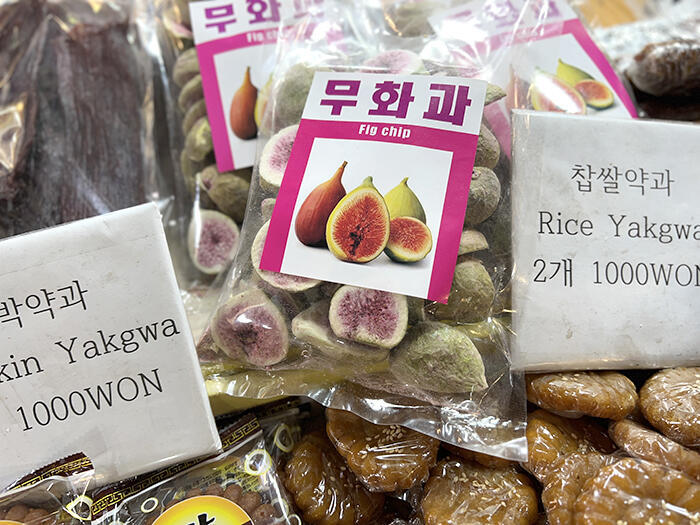 무화과
Fig chip
무화과
Fig chip
찹쌀약과
Rice Yakgwa
2개 1000WON
박약과
kin Yakgwa
1000WON